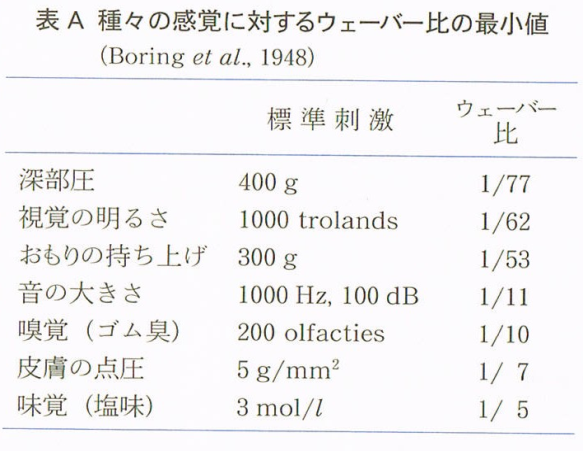 表 A 種々の感覚に対するウェーバー比の最小値
(Boring et al., 1948)
標準刺激 ウェーバー比
深部圧 400 g 1/77
視覚の明るさ 1000 trolands 1/62
おもりの持ち上げ 300 g 1/53
音の大きさ 1000 Hz, 100 dB 1/11
嗅覚（ゴム臭） 200 olfacties 1/10
皮膚の点圧 5 g/mm² 1/ 7
味覚（塩味） 3 mol/l 1/ 5